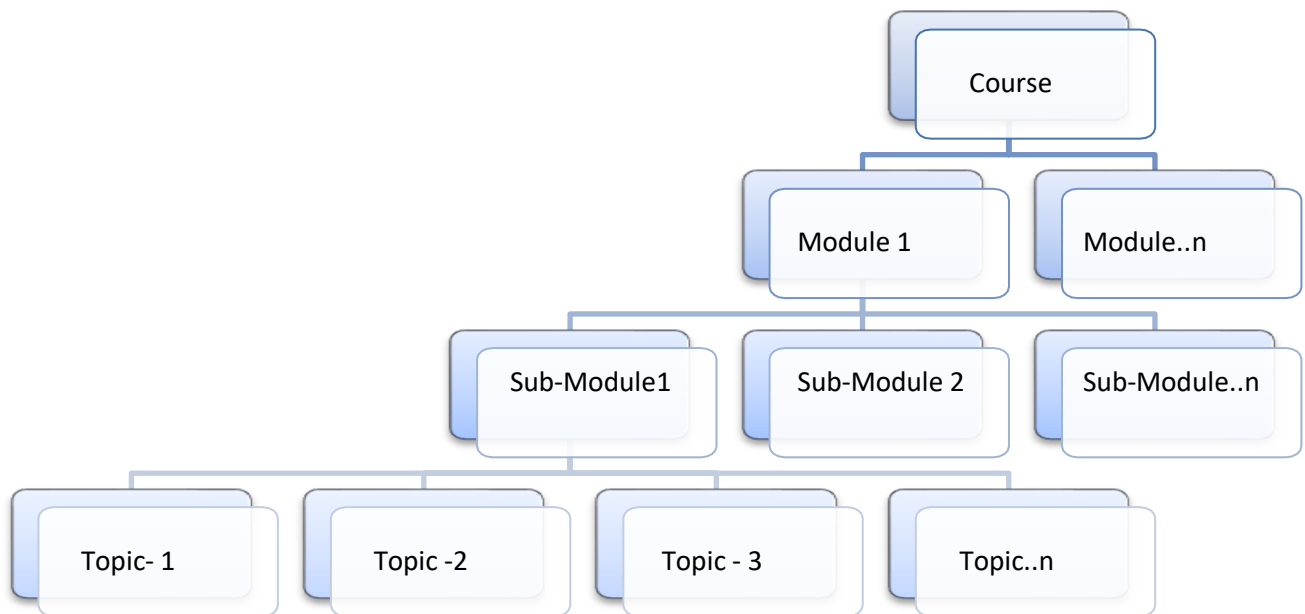 Course
Module 1
Module..n
Sub-Module1
Sub-Module 2
Sub-Module..n
Topic- 1
Topic -2
Topic - 3
Topic..n